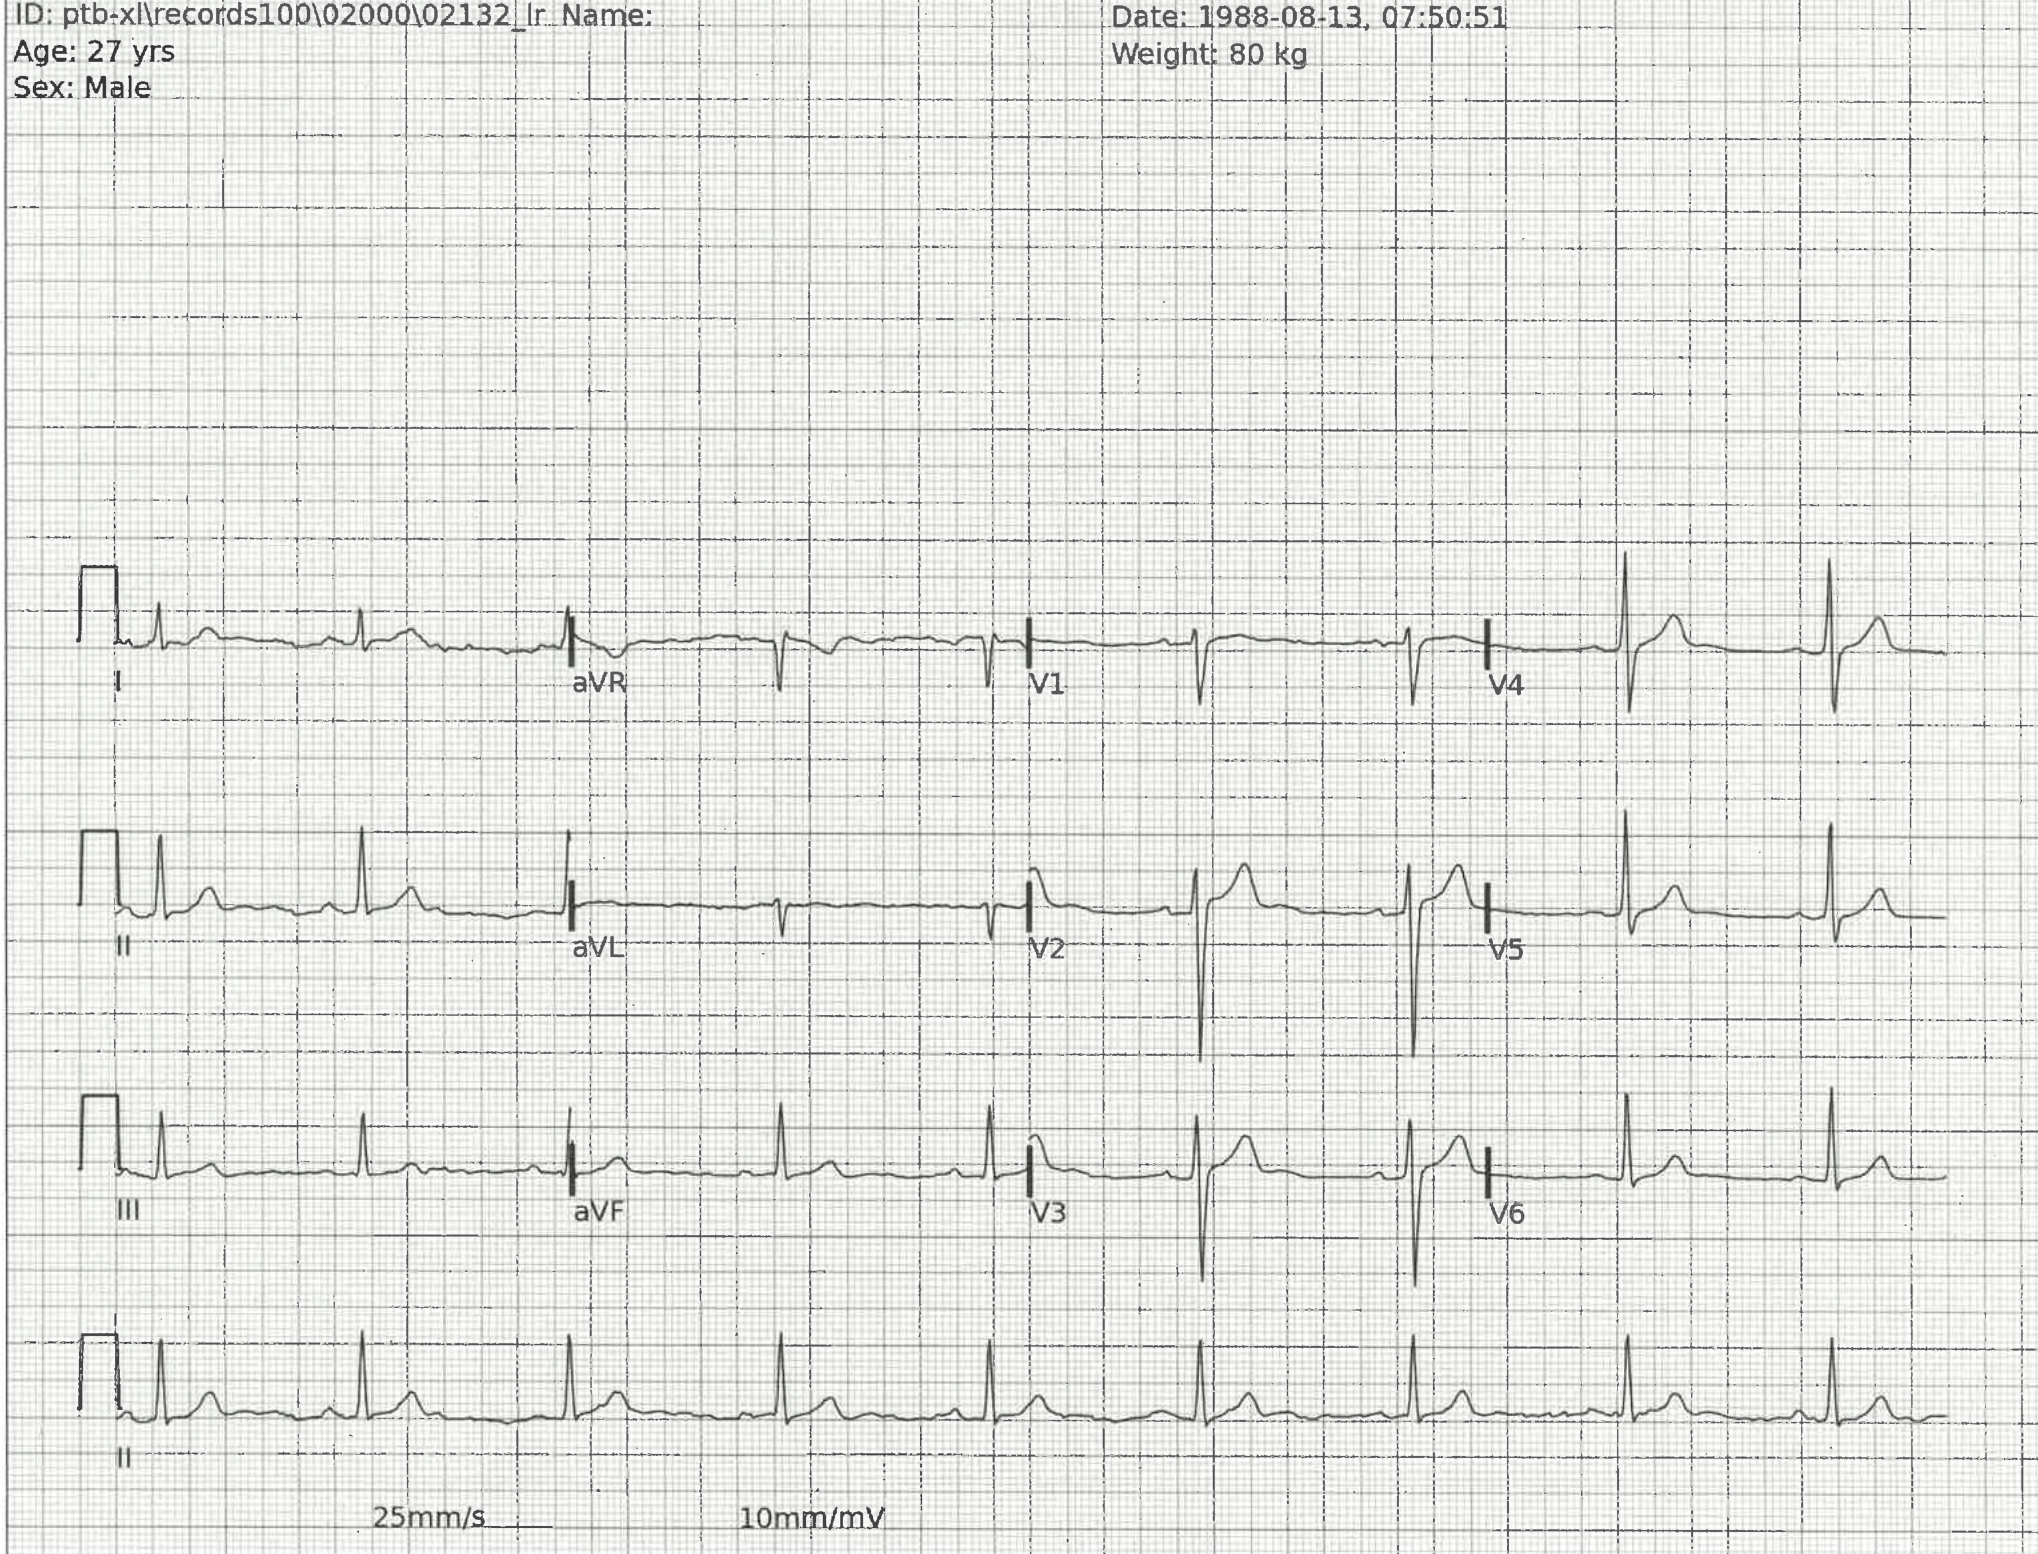 ID: ptb-xl\records100\02000\02132_lr Name:
Date: 1988-08-13, 07:50:51
Age: 27 yrs
Weight: 80 kg
Sex: Male
I
aVR
V1
V4
II
aVL
V2
V5
III
aVF
V3
V6
II
25mm/s
10mm/mV